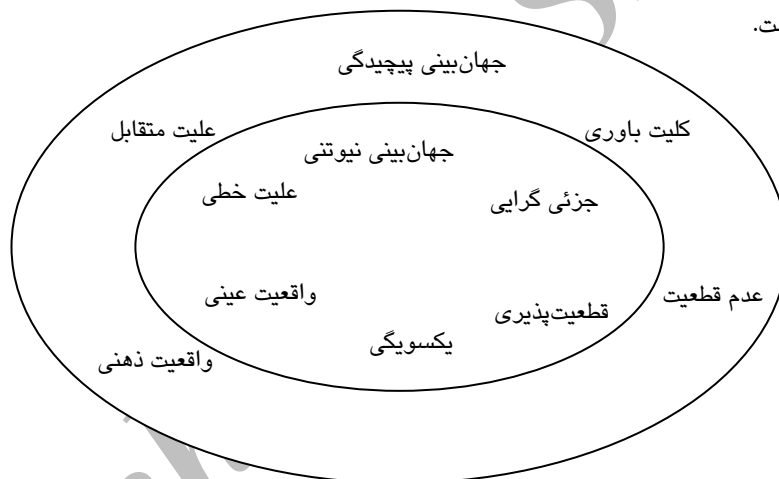 ت.
جهان‌بینی پیچیدگی
کلیت باوری
علیت متقابل
جهان‌بینی نیوتنی
جزئی گرایی
علیت خطی
عدم قطعیت
قطعیت‌پذیری
واقعیت عینی
یکسویگی
واقعیت ذهنی